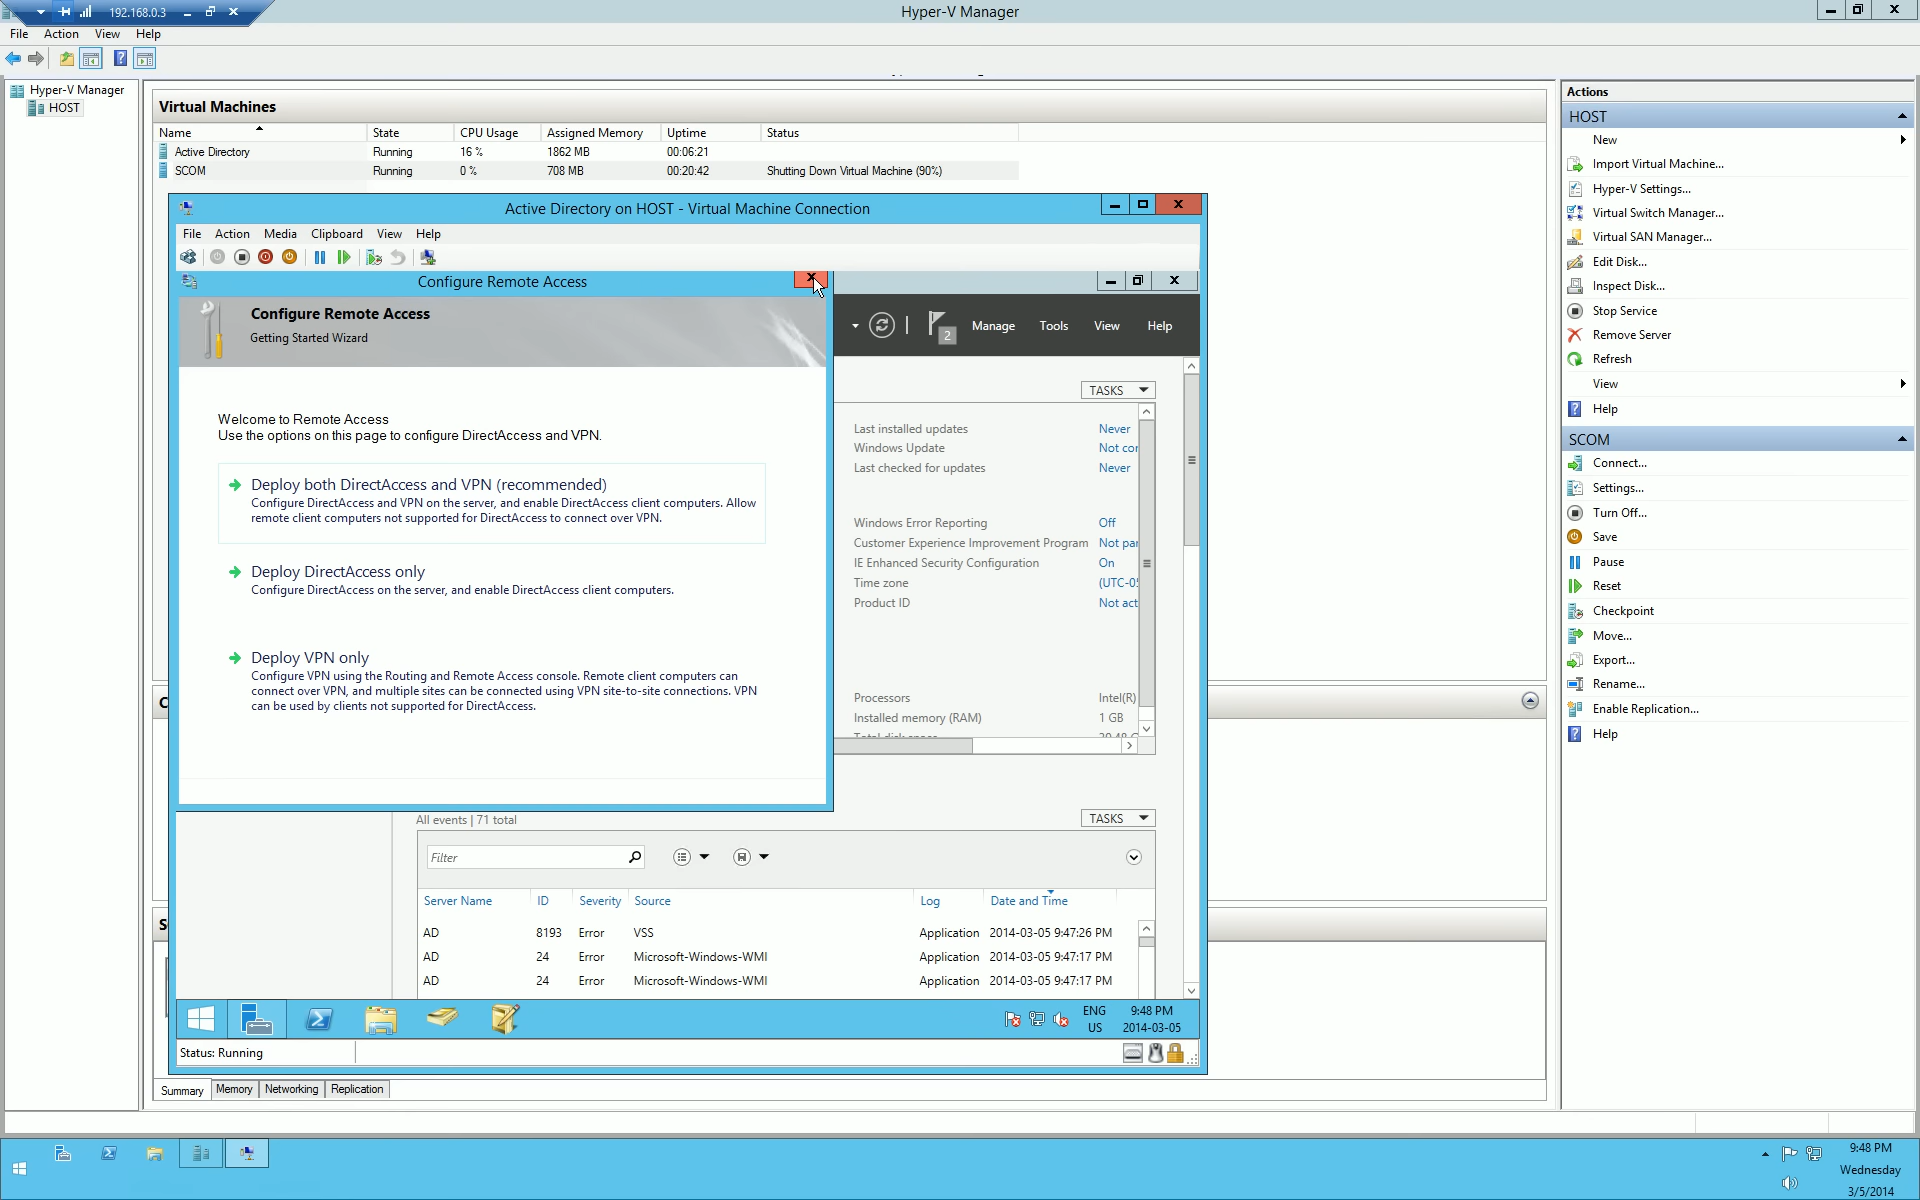 192.168.0.3
Hyper-V Manager
File Action View Help
Hyper-V Manager
HOST
Virtual Machines
Name State CPU Usage Assigned Memory Uptime Status
Active Directory Running 16 % 1862 MB 00:06:21
SCOM Running 0 % 708 MB 00:20:42 Shutting Down Virtual Machine (90%)
Active Directory on HOST - Virtual Machine Connection
File Action Media Clipboard View Help
Configure Remote Access
Configure Remote Access
Getting Started Wizard
Welcome to Remote Access
Use the options on this page to configure DirectAccess and VPN.
Deploy both DirectAccess and VPN (recommended)
Configure DirectAccess and VPN on the server, and enable DirectAccess client computers. Allow
remote client computers not supported for DirectAccess to connect over VPN.
Deploy DirectAccess only
Configure DirectAccess on the server, and enable DirectAccess client computers.
Deploy VPN only
Configure VPN using the Routing and Remote Access console. Remote client computers can
connect over VPN, and multiple sites can be connected using VPN site-to-site connections. VPN
can be used by clients not supported for DirectAccess.
2 Manage Tools View Help
TASKS
Last installed updates Never
Windows Update Not cor
Last checked for updates Never
Windows Error Reporting Off
Customer Experience Improvement Program Not par
IE Enhanced Security Configuration On
Time zone (UTC-05
Product ID Not act
Processors Intel(R)
Installed memory (RAM) 1 GB
All events | 71 total
TASKS
Filter
Server Name ID Severity Source Log Date and Time
AD 8193 Error VSS Application 2014-03-05 9:47:26 PM
AD 24 Error Microsoft-Windows-WMI Application 2014-03-05 9:47:17 PM
AD 24 Error Microsoft-Windows-WMI Application 2014-03-05 9:47:17 PM
ENG
US
9:48 PM
2014-03-05
Status: Running
Summary Memory Networking Replication
Actions
HOST
New
Import Virtual Machine...
Hyper-V Settings...
Virtual Switch Manager...
Virtual SAN Manager...
Edit Disk...
Inspect Disk...
Stop Service
Remove Server
Refresh
View
Help
SCOM
Connect...
Settings...
Turn Off...
Save
Pause
Reset
Checkpoint
Move...
Export...
Rename...
Enable Replication...
Help
9:48 PM
Wednesday
3/5/2014